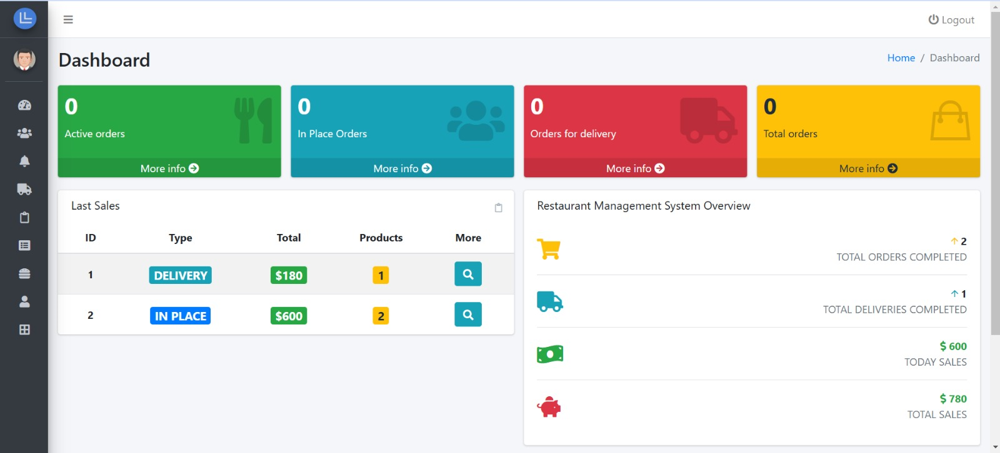 Logout
Dashboard
Home / Dashboard
0
Active orders
More info
0
In Place Orders
More info
0
Orders for delivery
More info
0
Total orders
More info
Last Sales
ID Type Total Products More
1 DELIVERY $180 1
2 IN PLACE $600 2
Restaurant Management System Overview
2
TOTAL ORDERS COMPLETED
1
TOTAL DELIVERIES COMPLETED
$ 600
TODAY SALES
$ 780
TOTAL SALES